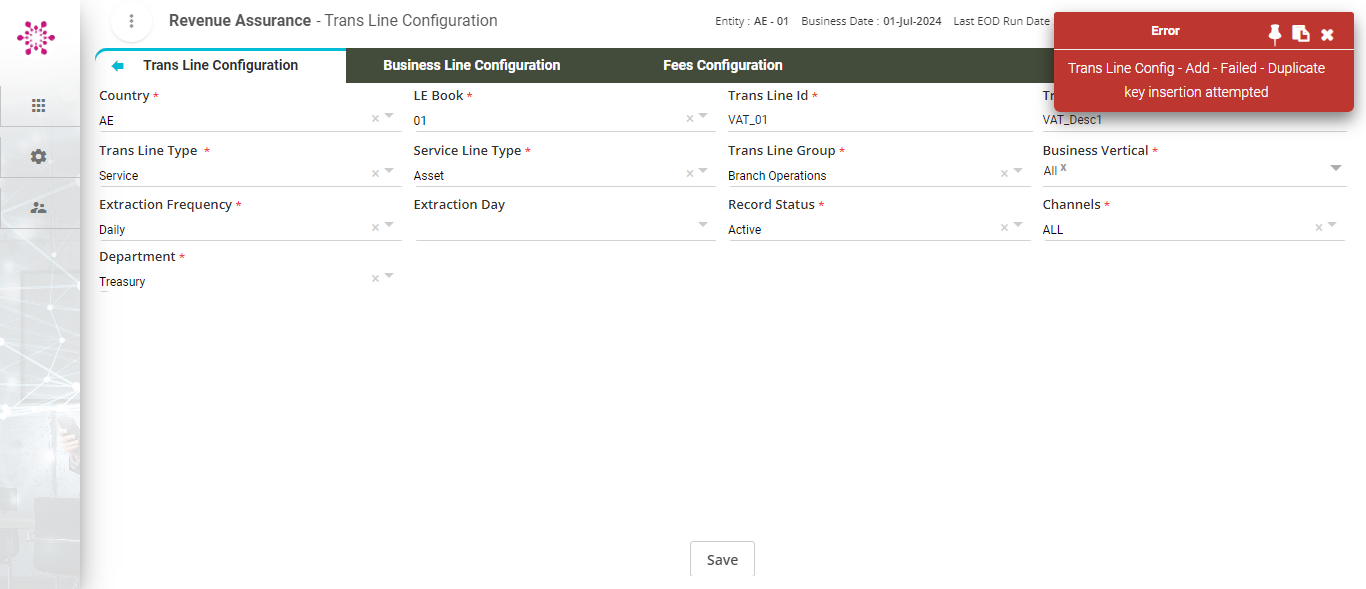 Revenue Assurance - Trans Line Configuration
Entity : AE - 01 Business Date : 01-Jul-2024 Last EOD Run Date
Error
Trans Line Config - Add - Failed - Duplicate
key insertion attempted
Trans Line Configuration Business Line Configuration Fees Configuration
Country * LE Book * Trans Line Id *
AE × 01 × VAT_01 VAT_Desc1
Trans Line Type * Service Line Type * Trans Line Group * Business Vertical *
Service × Asset × Branch Operations × All x
Extraction Frequency * Extraction Day Record Status * Channels *
Daily × Active × ALL ×
Department *
Treasury ×
Save